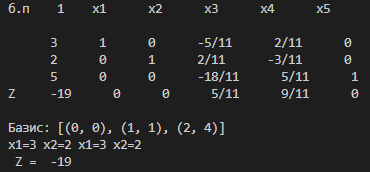 б.п 1 x1 x2 x3 x4 x5
3 1 0 -5/11 2/11 0
2 0 1 2/11 -3/11 0
5 0 0 -18/11 5/11 1
Z -19 0 0 5/11 9/11 0
Базис: [(0, 0), (1, 1), (2, 4)]
x1=3 x2=2 x1=3 x2=2
Z = -19